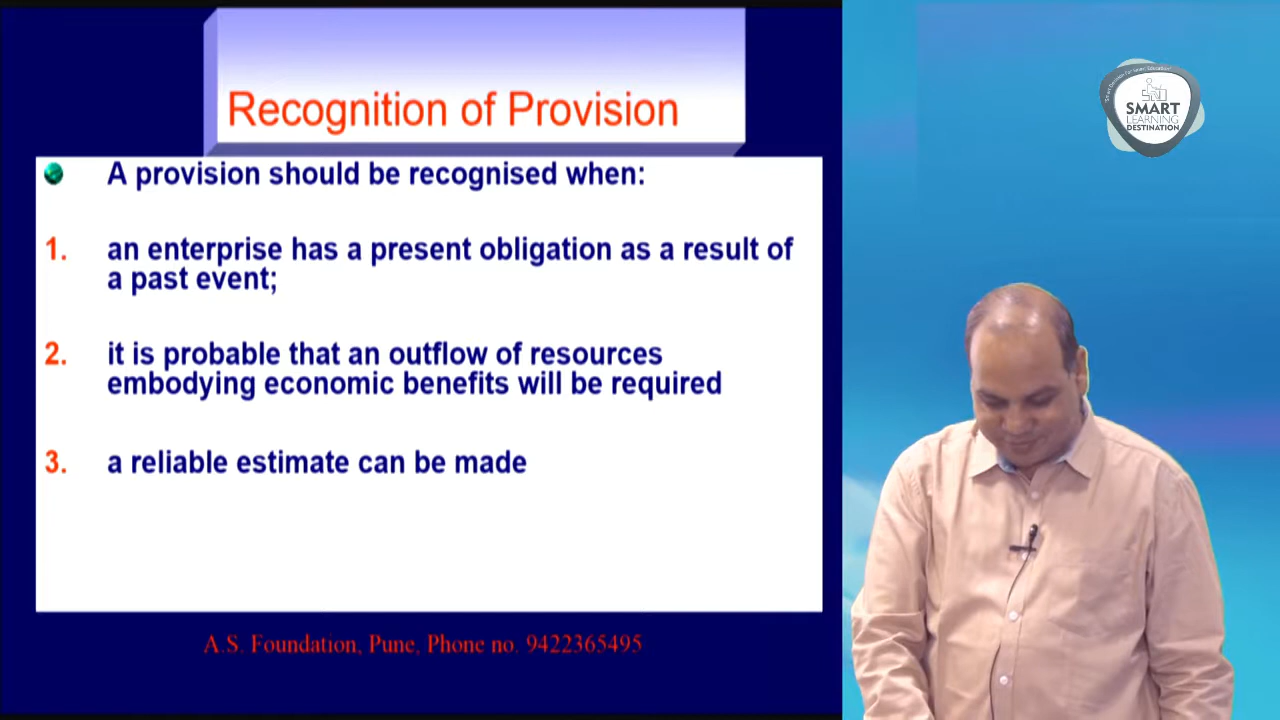 Recognition of Provision
A provision should be recognised when:
1. an enterprise has a present obligation as a result of
a past event;
2. it is probable that an outflow of resources
embodying economic benefits will be required
3. a reliable estimate can be made
A.S. Foundation, Pune, Phone no. 9422365495
SMART
LEARNING
DESTINATION